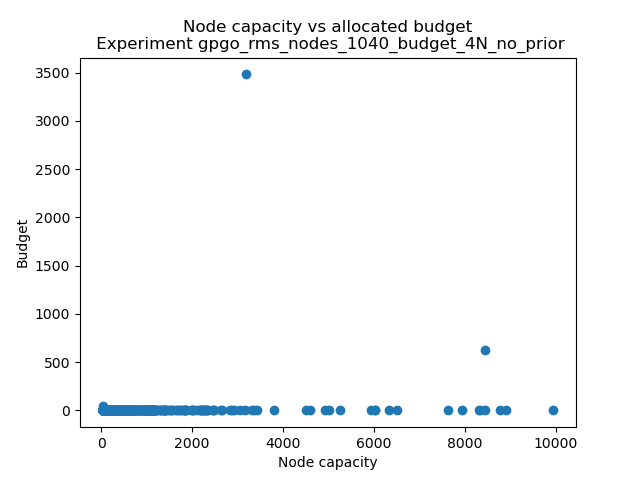 Node capacity vs allocated budget
Experiment gpgo_rms_nodes_1040_budget_4N_no_prior
3500
3000
2500
2000
1500
1000
500
0
Budget
0 2000 4000 6000 8000 10000
Node capacity